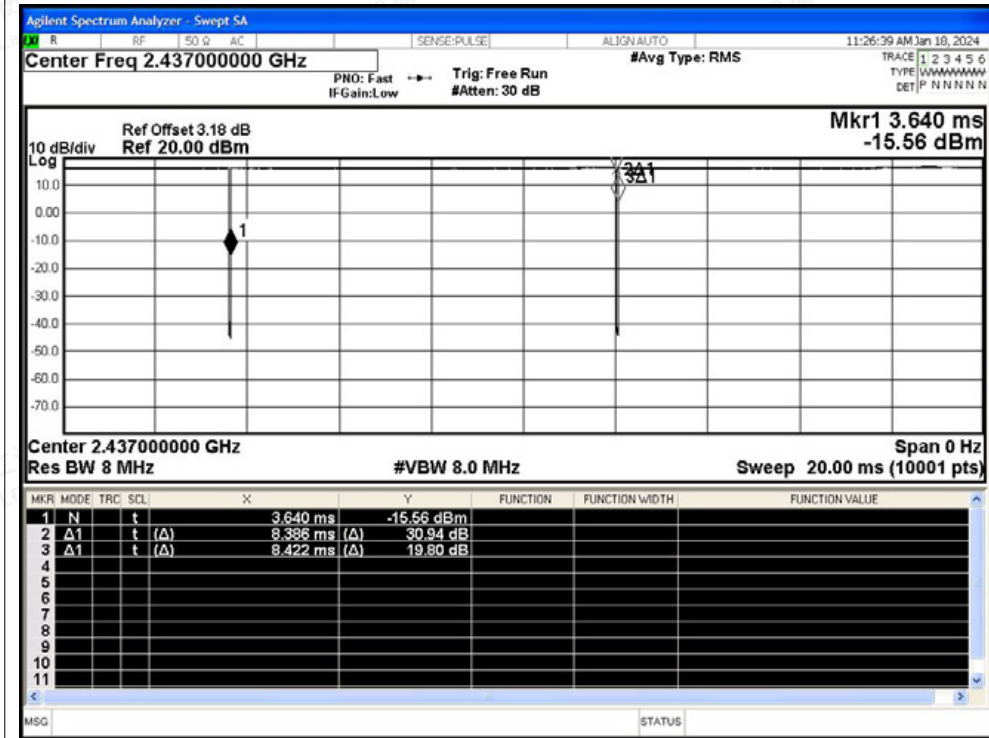 Agilent Spectrum Analyzer - Swept SA
R RF 50 Ω AC SENSE:PULSE ALIGN AUTO 11:26:39 AM Jan 18, 2024
Center Freq 2.437000000 GHz #Avg Type: RMS TRACE 1 2 3 4 5 6
PNO: Fast Trig: Free Run TYPE WWWWWW
IFGain:Low #Atten: 30 dB DET P N N N N N
Mkr1 3.640 ms
Ref Offset 3.18 dB
10 dB/div Ref 20.00 dBm -15.56 dBm
Log
10.0
0.00
1
-10.0
-20.0
-30.0
-40.0
-50.0
-60.0
-70.0
3Δ1
Center 2.437000000 GHz Span 0 Hz
Res BW 8 MHz #VBW 8.0 MHz Sweep 20.00 ms (10001 pts)
MKR MODE TRC SCL X Y FUNCTION FUNCTION WIDTH FUNCTION VALUE
1 N t 3.640 ms -15.56 dBm
2 Δ1 t (Δ) 8.386 ms (Δ) 30.94 dB
3 Δ1 t (Δ) 8.422 ms (Δ) 19.80 dB
4
5
6
7
8
9
10
11
MSG STATUS